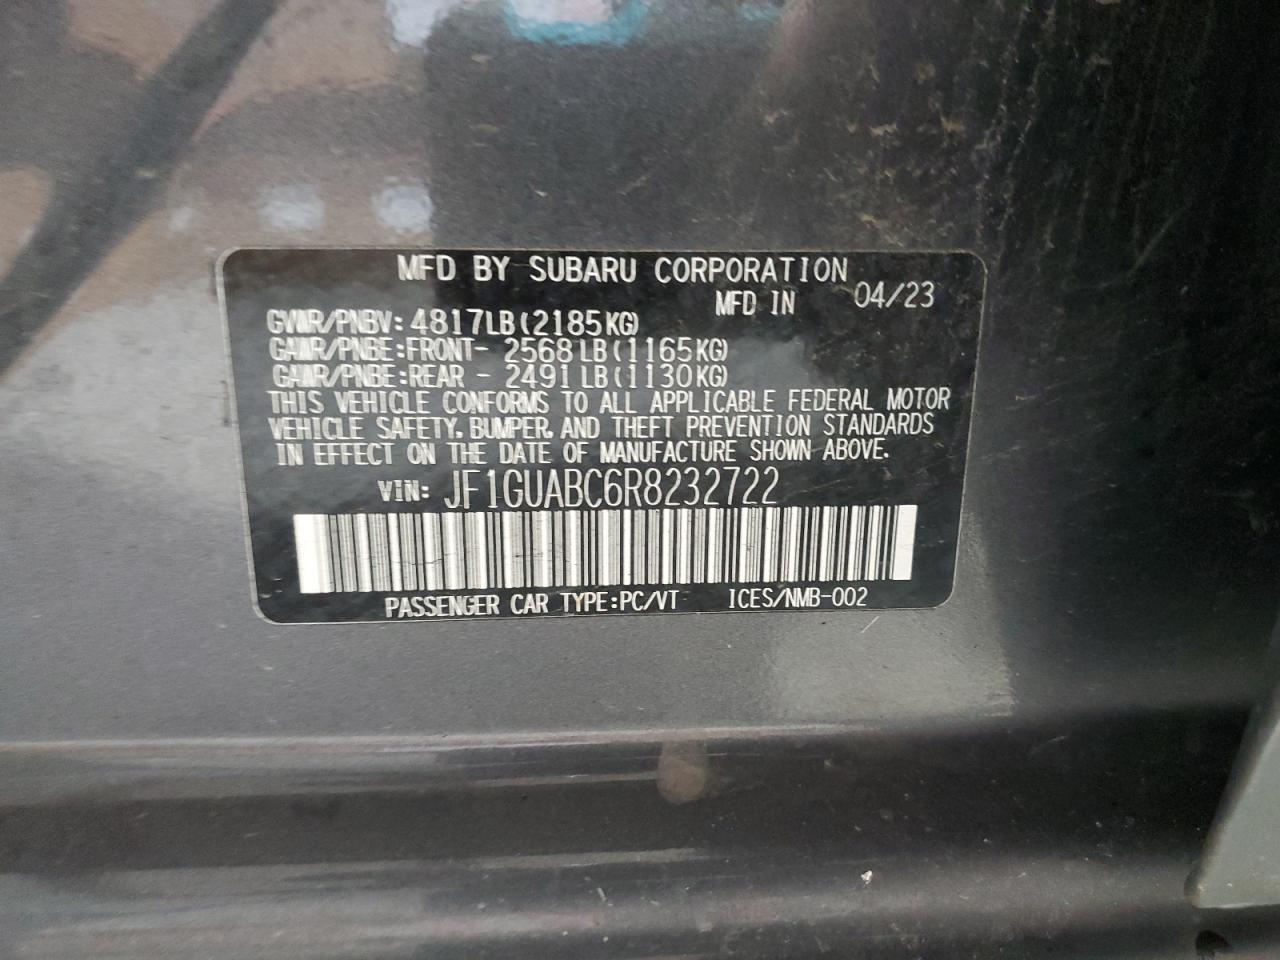 MFD BY SUBARU CORPORATION
MFD IN 04/23
GVWR/PNBV: 4817LB(2185KG)
GAWR/PNBE:FRONT- 2568LB(1165KG)
GAWR/PNBE:REAR - 2491LB(1130KG)
THIS VEHICLE CONFORMS TO ALL APPLICABLE FEDERAL MOTOR
VEHICLE SAFETY, BUMPER, AND THEFT PREVENTION STANDARDS
IN EFFECT ON THE DATE OF MANUFACTURE SHOWN ABOVE.
VIN: JF1GUABC6R8232722
PASSENGER CAR TYPE:PC/VT ICES/NMB-002